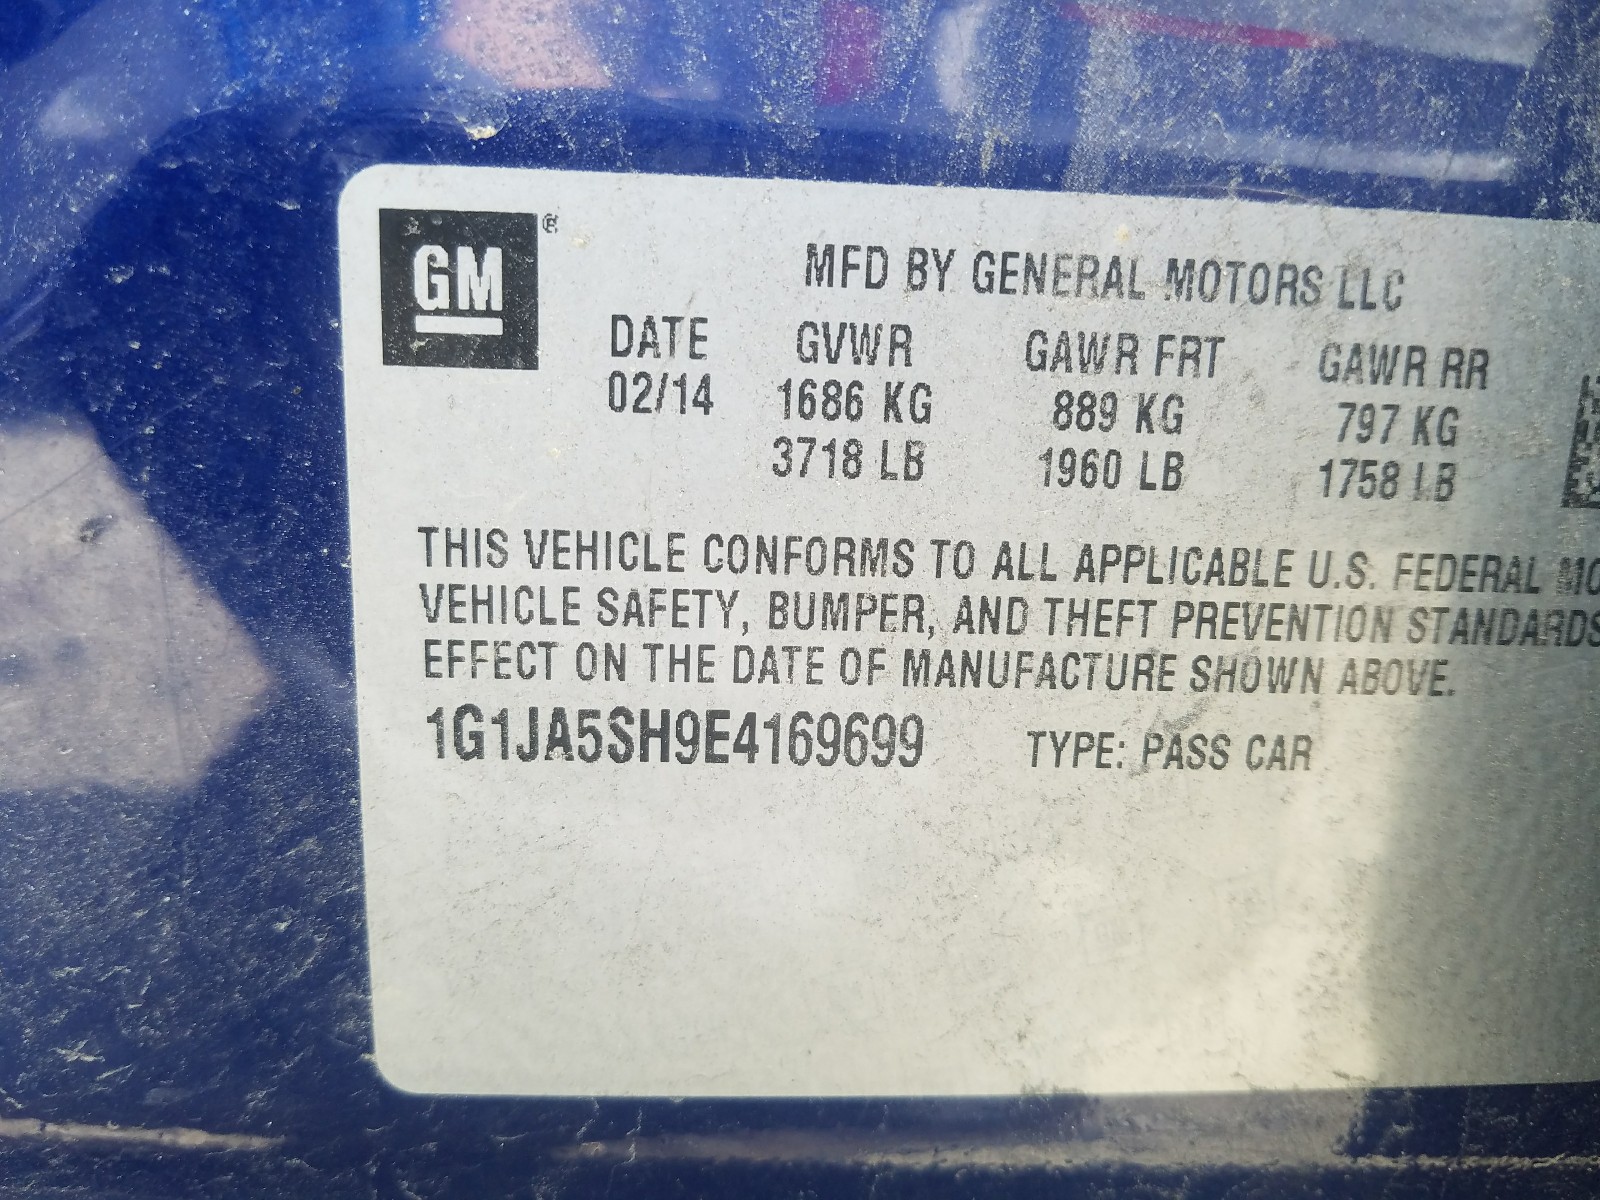 GM ®
MFD BY GENERAL MOTORS LLC
DATE GVWR GAWR FRT GAWR RR
02/14 1686 KG 889 KG 797 KG
3718 LB 1960 LB 1758 LB
THIS VEHICLE CONFORMS TO ALL APPLICABLE U.S. FEDERAL MO
VEHICLE SAFETY, BUMPER, AND THEFT PREVENTION STANDARDS
EFFECT ON THE DATE OF MANUFACTURE SHOWN ABOVE.
1G1JA5SH9E4169699 TYPE: PASS CAR